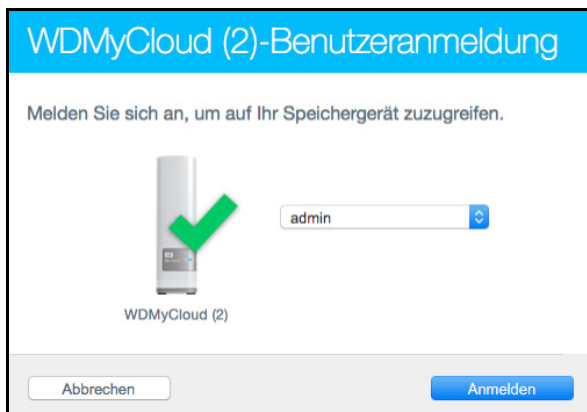 WDMyCloud (2)-Benutzeranmeldung
Melden Sie sich an, um auf Ihr Speichergerät zuzugreifen.
admin
WDMyCloud (2)
Abbrechen
Anmelden